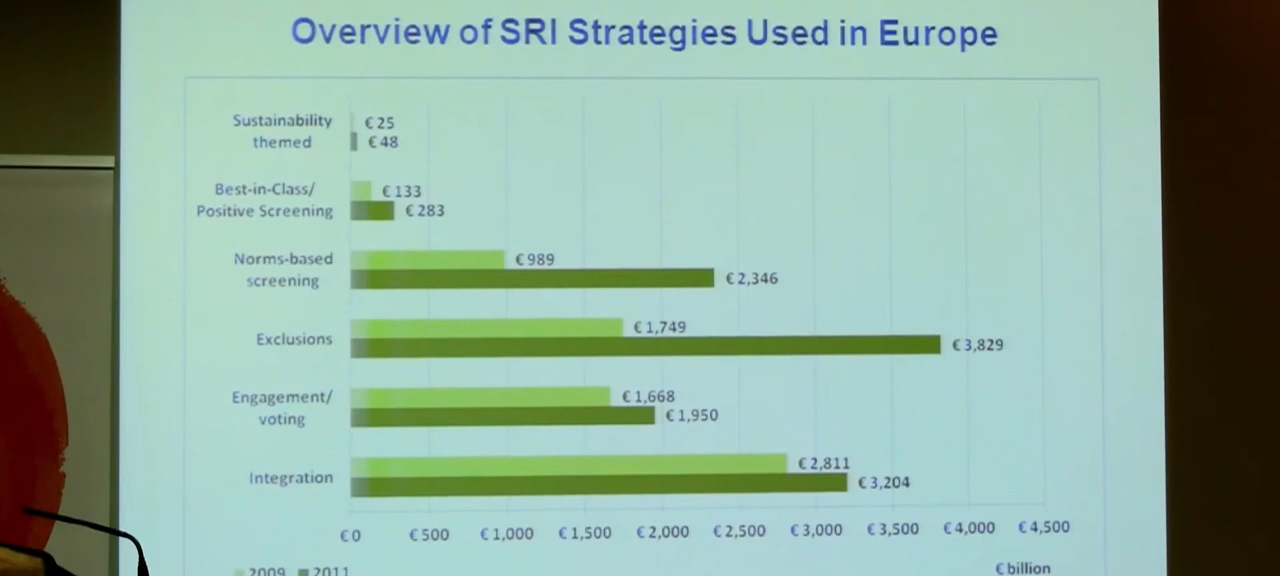 Overview of SRI Strategies Used in Europe
Sustainability
themed
€ 25
€ 48
Best-in-Class/
Positive Screening
€ 133
€ 283
Norms-based
screening
€ 989
€ 2,346
Exclusions
€ 1,749
€ 3,829
Engagement/
voting
€ 1,668
€ 1,950
Integration
€ 2,811
€ 3,204
€ 0 € 500 € 1,000 € 1,500 € 2,000 € 2,500 € 3,000 € 3,500 € 4,000 € 4,500
2009 2011
€ billion